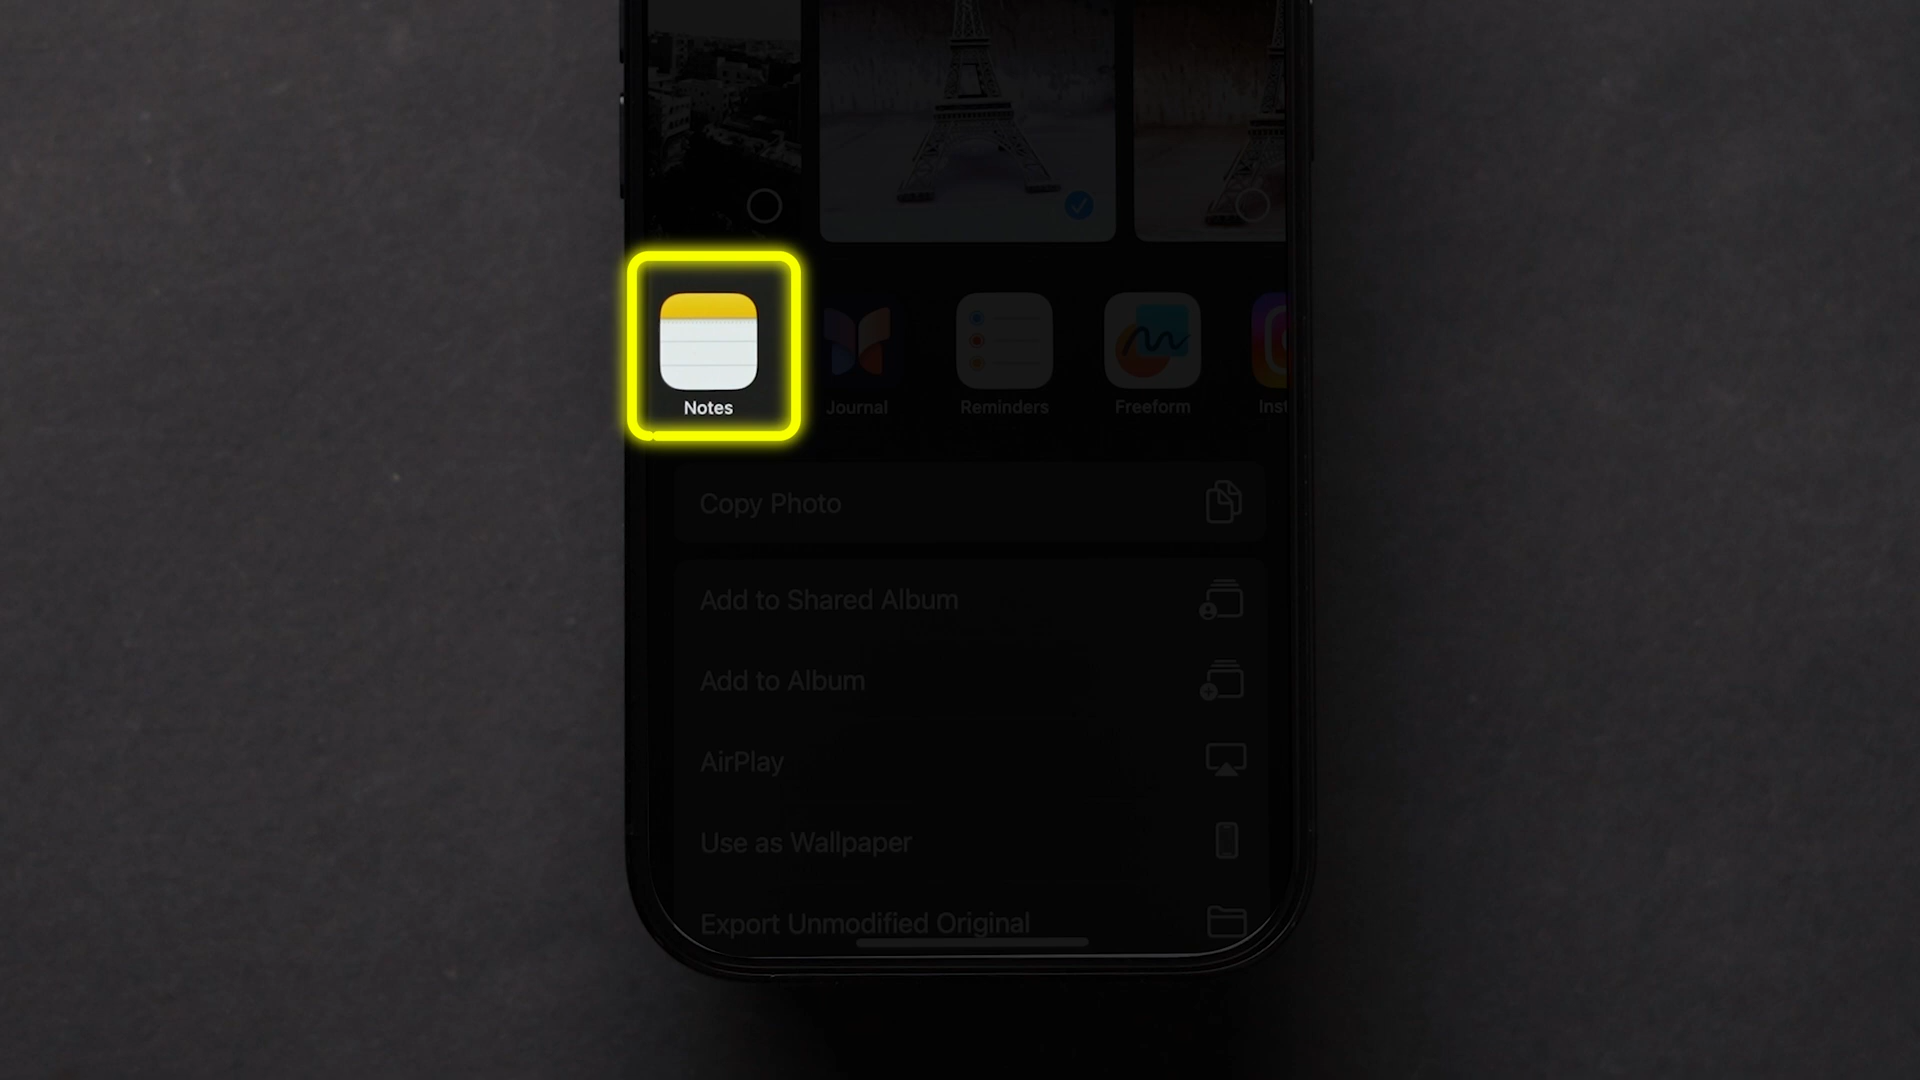 Notes
Journal
Reminders
Freeform
Inst
Copy Photo
Add to Shared Album
Add to Album
AirPlay
Use as Wallpaper
Export Unmodified Original